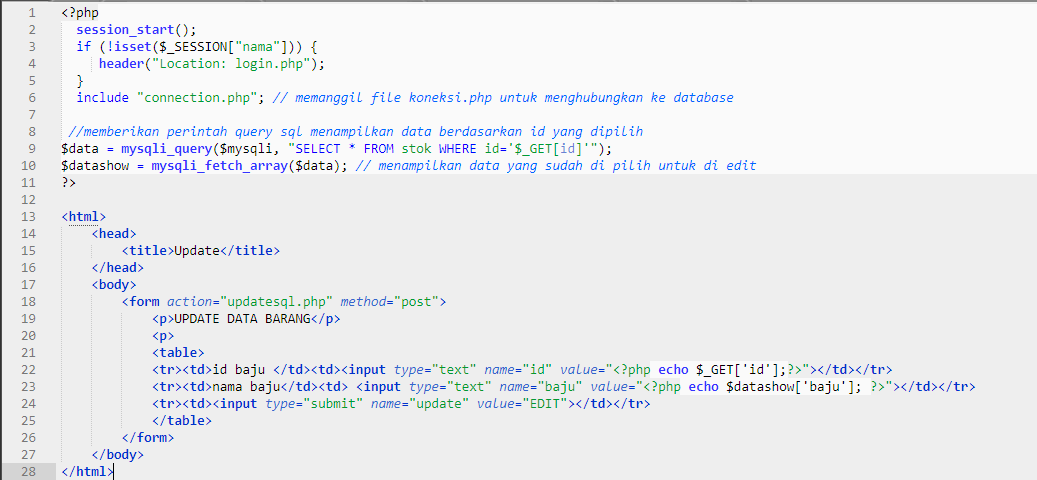 1 <?php
2 session_start();
3 if (!isset($_SESSION["nama"])) {
4 header("Location: login.php");
5 }
6 include "connection.php"; // memanggil file koneksi.php untuk menghubungkan ke database
7
8 //memberikan perintah query sql menampilkan data berdasarkan id yang dipilih
9 $data = mysqli_query($mysqli, "SELECT * FROM stok WHERE id='$_GET[id]'");
10 $datashow = mysqli_fetch_array($data); // menampilkan data yang sudah di pilih untuk di edit
11 ?>
12
13 <html>
14 <head>
15 <title>Update</title>
16 </head>
17 <body>
18 <form action="updatesql.php" method="post">
19 <p>UPDATE DATA BARANG</p>
20 <p>
21 <table>
22 <tr><td>id baju </td><td><input type="text" name="id" value="<?php echo $_GET['id'];?>"></td></tr>
23 <tr><td>nama baju</td><td> <input type="text" name="baju" value="<?php echo $datashow['baju']; ?>"></td></tr>
24 <tr><td><input type="submit" name="update" value="EDIT"></td></tr>
25 </table>
26 </form>
27 </body>
28 </html>